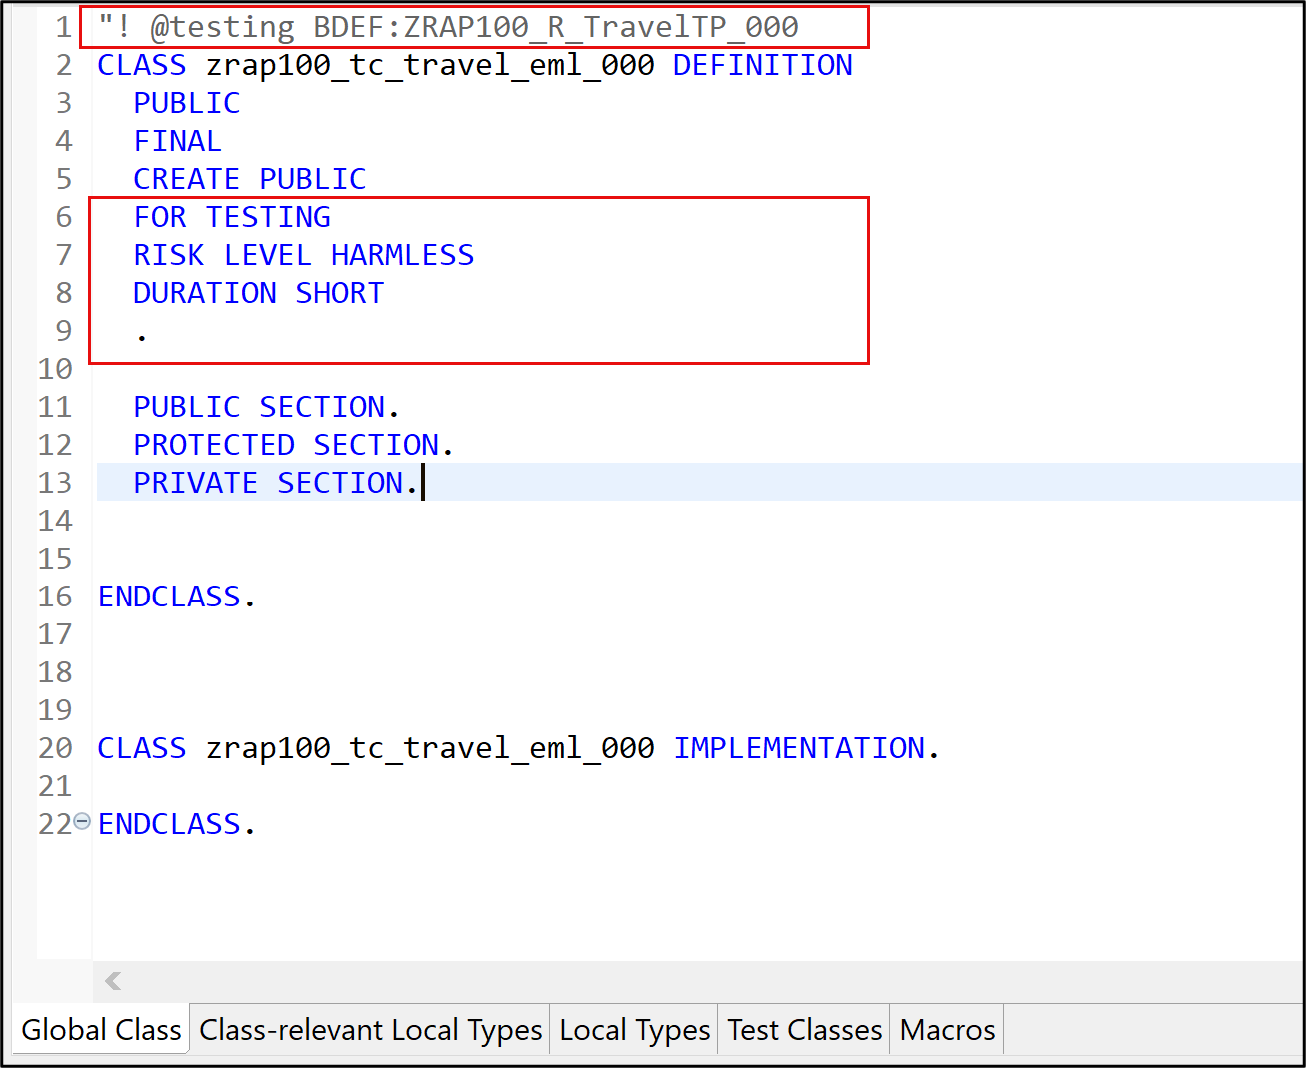 1 "! @testing BDEF:ZRAP100_R_TravelTP_000
2 CLASS zrap100_tc_travel_eml_000 DEFINITION
3 PUBLIC
4 FINAL
5 CREATE PUBLIC
6 FOR TESTING
7 RISK LEVEL HARMLESS
8 DURATION SHORT
9 .
10
11 PUBLIC SECTION.
12 PROTECTED SECTION.
13 PRIVATE SECTION.
14
15
16 ENDCLASS.
17
18
19
20 CLASS zrap100_tc_travel_eml_000 IMPLEMENTATION.
21
22 ENDCLASS.
Global Class Class-relevant Local Types Local Types Test Classes Macros